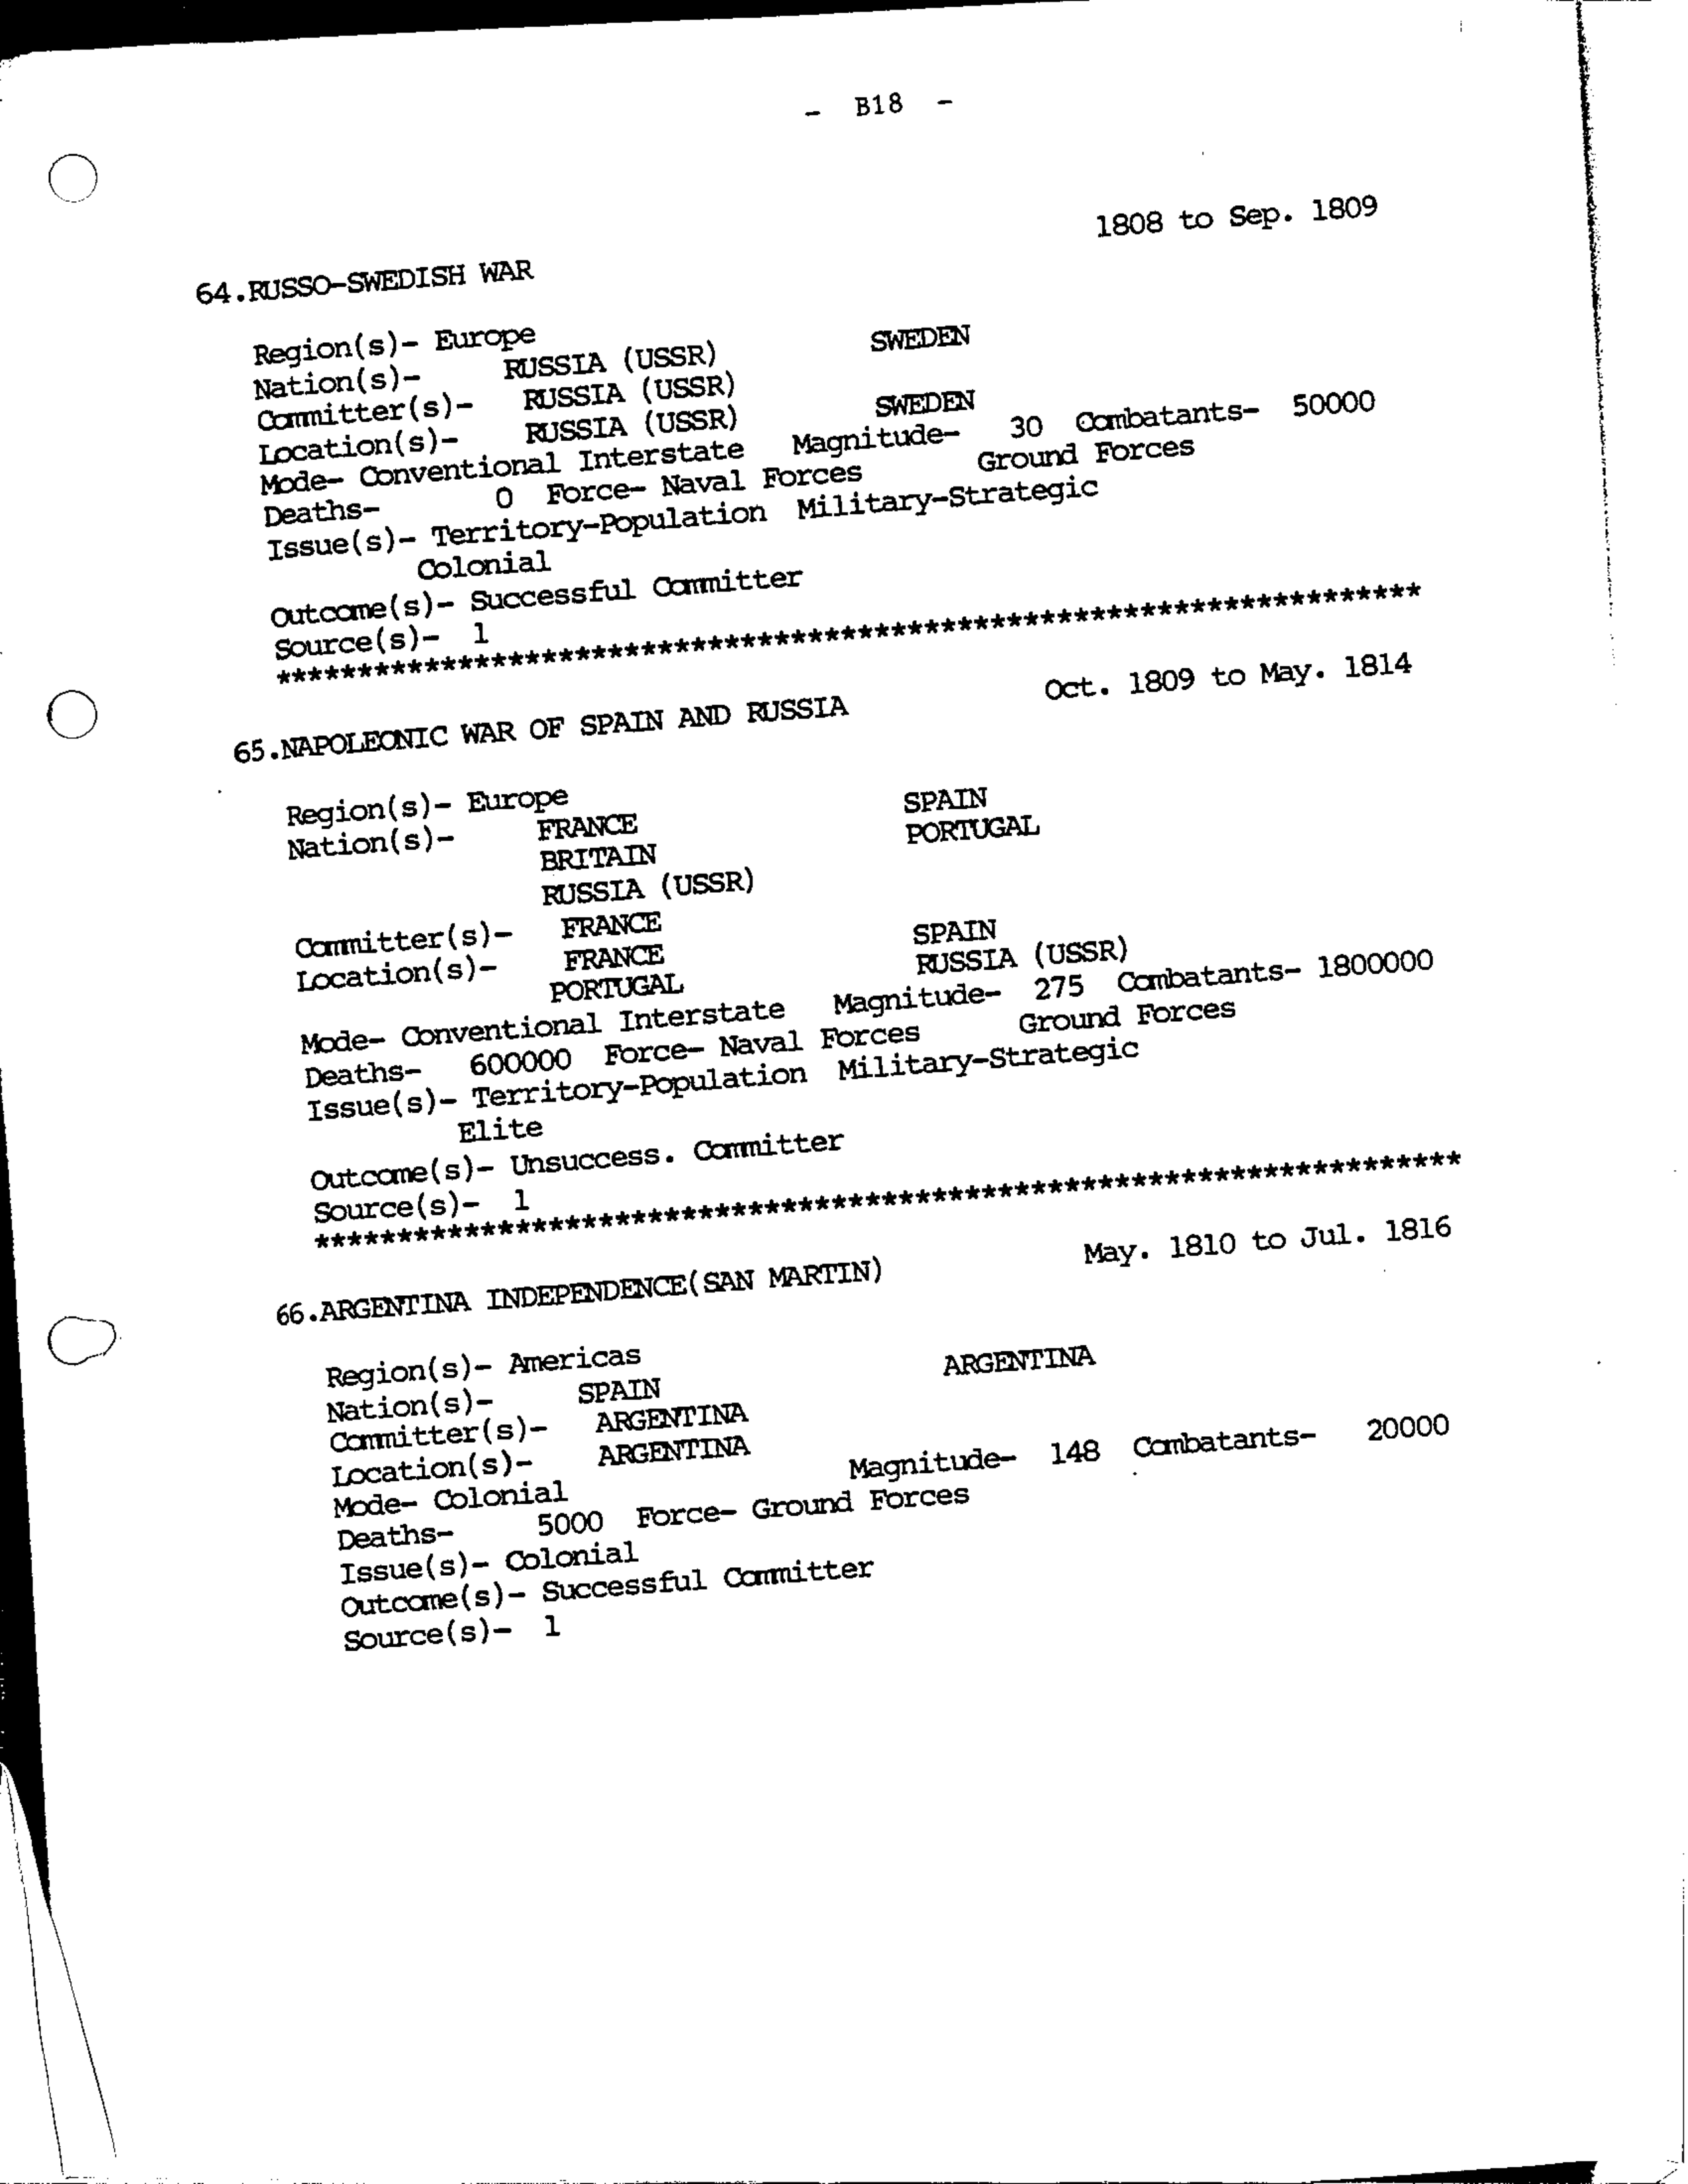 - B18 -
1808 to Sep. 1809
64.RUSSO-SWEDISH WAR
Region(s)- Europe
Nation(s)- RUSSIA (USSR) SWEDEN
Committer(s)- RUSSIA (USSR)
Location(s)- RUSSIA (USSR) SWEDEN
Mode- Conventional Interstate Magnitude- 30 Combatants- 50000
Deaths- 0 Force- Naval Forces Ground Forces
Issue(s)- Territory-Population Military-Strategic
Colonial
Outcome(s)- Successful Committer
Source(s)- 1
*********************************************************************
65.NAPOLEONIC WAR OF SPAIN AND RUSSIA Oct. 1809 to May. 1814
Region(s)- Europe
Nation(s)- FRANCE SPAIN
BRITAIN PORTUGAL
RUSSIA (USSR)
Committer(s)- FRANCE
Location(s)- FRANCE SPAIN
PORTUGAL RUSSIA (USSR)
Mode- Conventional Interstate Magnitude- 275 Combatants- 1800000
Deaths- 600000 Force- Naval Forces Ground Forces
Issue(s)- Territory-Population Military-Strategic
Elite
Outcome(s)- Unsuccess. Committer
Source(s)- 1
*********************************************************************
66.ARGENTINA INDEPENDENCE(SAN MARTIN) May. 1810 to Jul. 1816
Region(s)- Americas
Nation(s)- SPAIN ARGENTINA
Committer(s)- ARGENTINA
Location(s)- ARGENTINA
Mode- Colonial Magnitude- 148 Combatants- 20000
Deaths- 5000 Force- Ground Forces
Issue(s)- Colonial
Outcome(s)- Successful Committer
Source(s)- 1